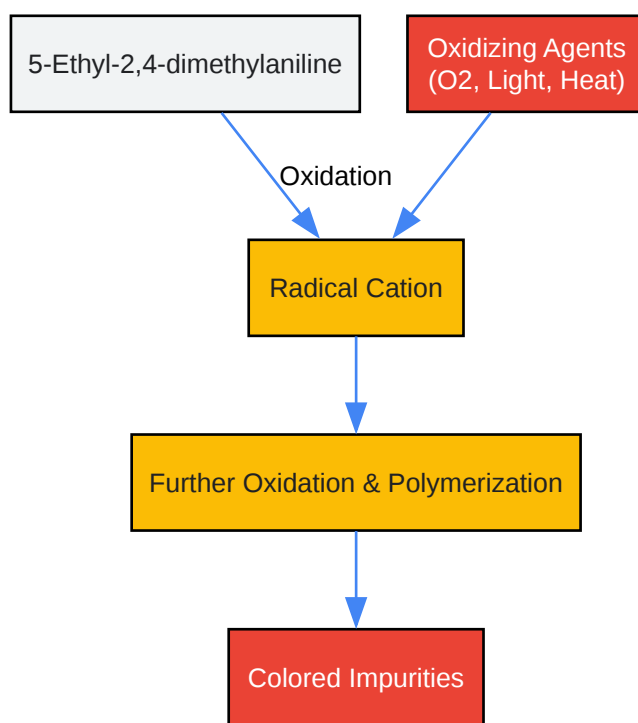 5-Ethyl-2,4-dimethylaniline
Oxidizing Agents
(O2, Light, Heat)
Oxidation
Radical Cation
Further Oxidation & Polymerization
Colored Impurities